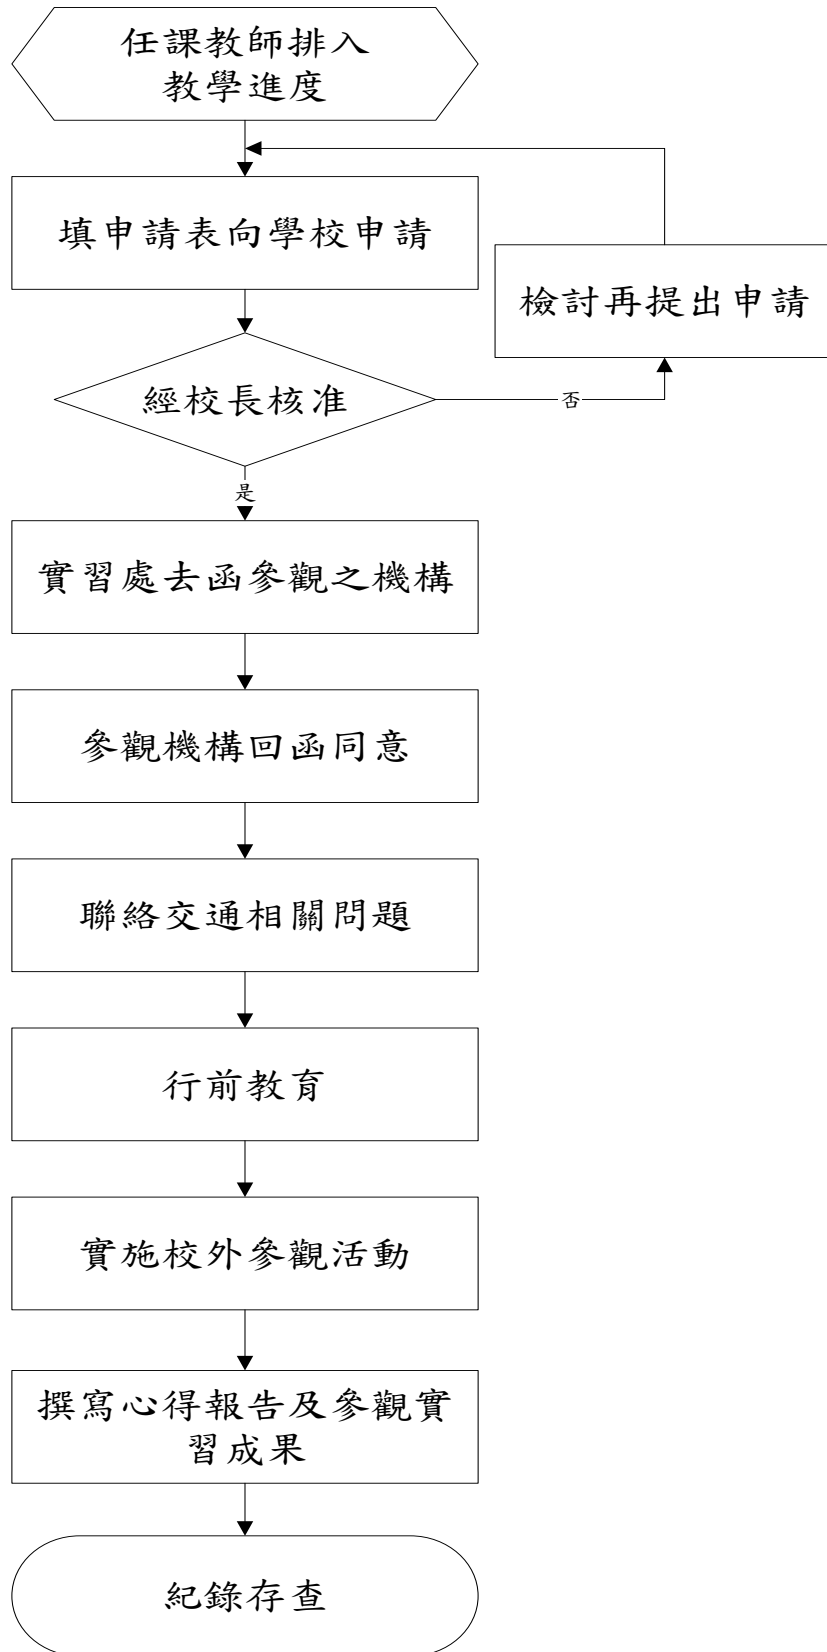 任課教師排入
教學進度
填申請表向學校申請
檢討再提出申請
經校長核准
否
是
實習處去函參觀之機構
參觀機構回函同意
聯絡交通相關問題
行前教育
實施校外參觀活動
撰寫心得報告及參觀實
習成果
紀錄存查